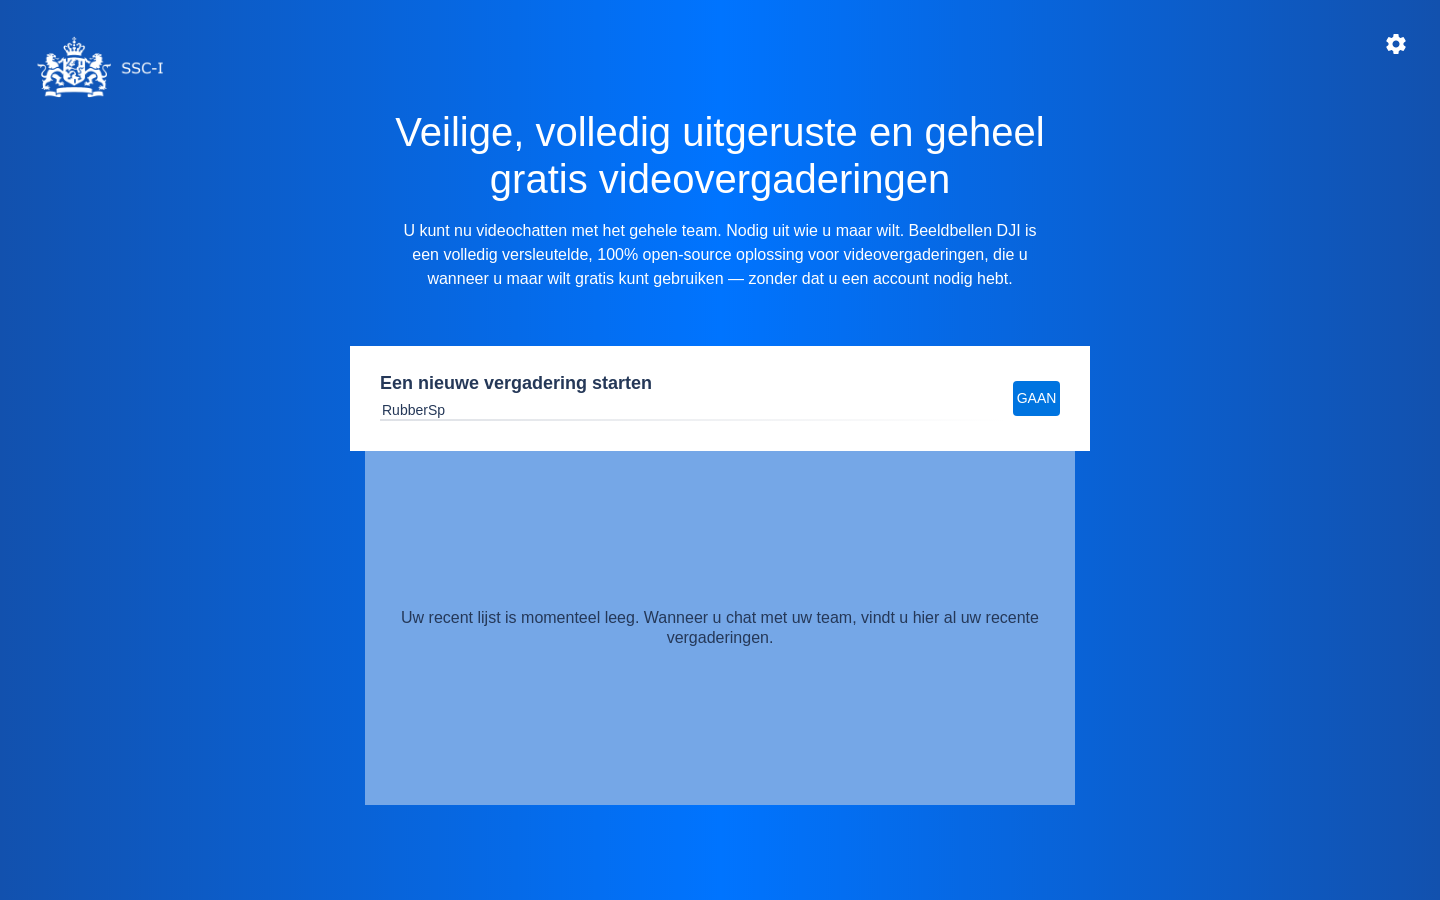 SSC-I
Veilige, volledig uitgeruste en geheel
gratis videovergaderingen
U kunt nu videochatten met het gehele team. Nodig uit wie u maar wilt. Beeldbellen DJI is
een volledig versleutelde, 100% open-source oplossing voor videovergaderingen, die u
wanneer u maar wilt gratis kunt gebruiken — zonder dat u een account nodig hebt.
Een nieuwe vergadering starten
RubberSp
GAAN
Uw recent lijst is momenteel leeg. Wanneer u chat met uw team, vindt u hier al uw recente
vergaderingen.